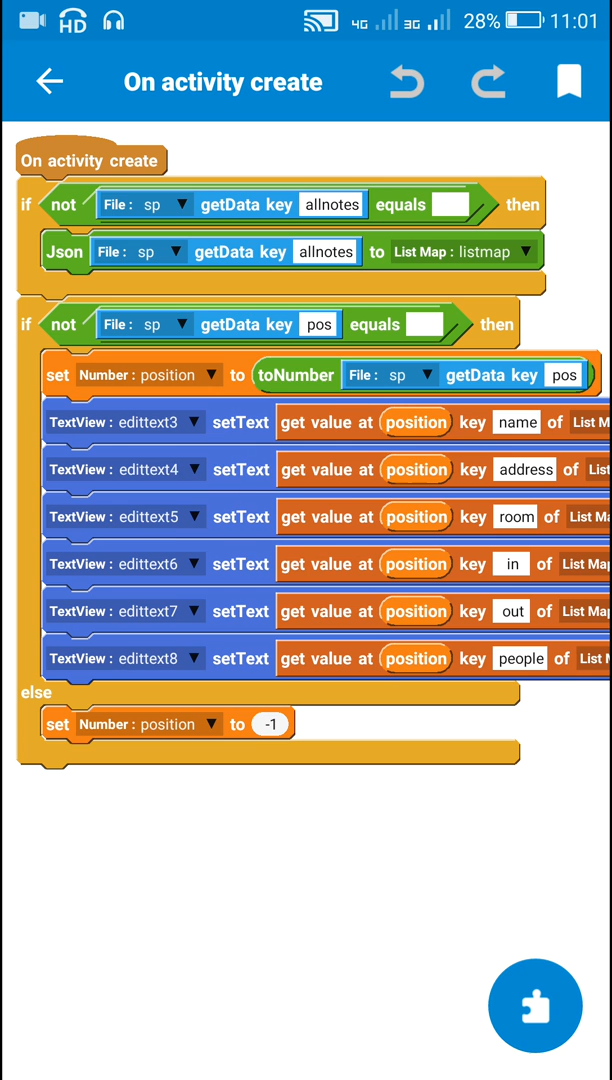 HD 4G 3G 28% 11:01
On activity create
On activity create
if not File : sp ▼ getData key allnotes equals then
Json File : sp ▼ getData key allnotes to List Map : listmap ▼
if not File : sp ▼ getData key pos equals then
set Number : position ▼ to toNumber File : sp ▼ getData key pos
TextView : edittext3 ▼ setText get value at position key name of List M
TextView : edittext4 ▼ setText get value at position key address of List
TextView : edittext5 ▼ setText get value at position key room of List Ma
TextView : edittext6 ▼ setText get value at position key in of List Map
TextView : edittext7 ▼ setText get value at position key out of List Map
TextView : edittext8 ▼ setText get value at position key people of List M
else
set Number : position ▼ to -1